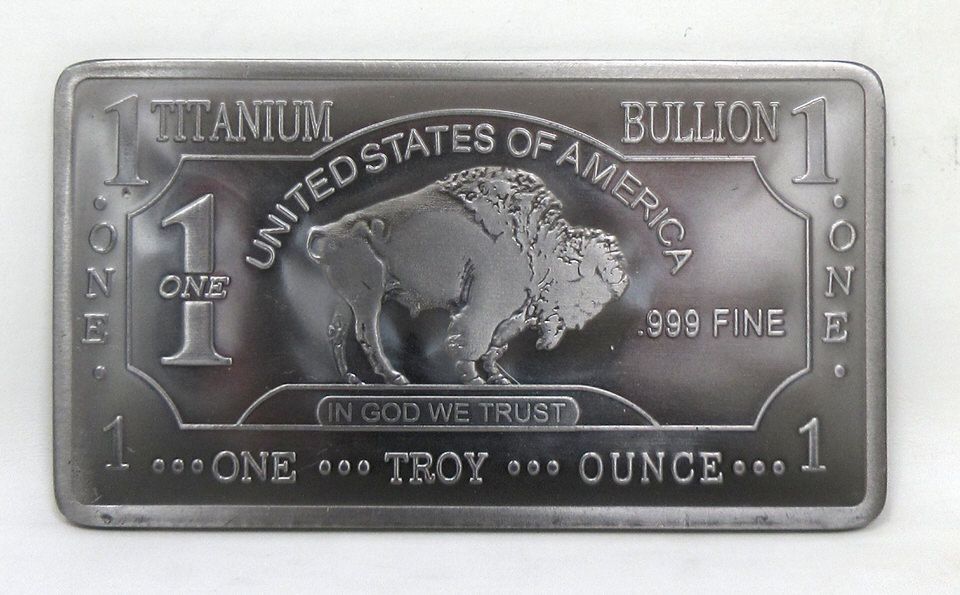 1 TITANIUM BULLION 1
UNITED STATES OF AMERICA
· ONE ·
1
ONE
.999 FINE
· ONE ·
IN GOD WE TRUST
1 ··· ONE ··· TROY ··· OUNCE ··· 1